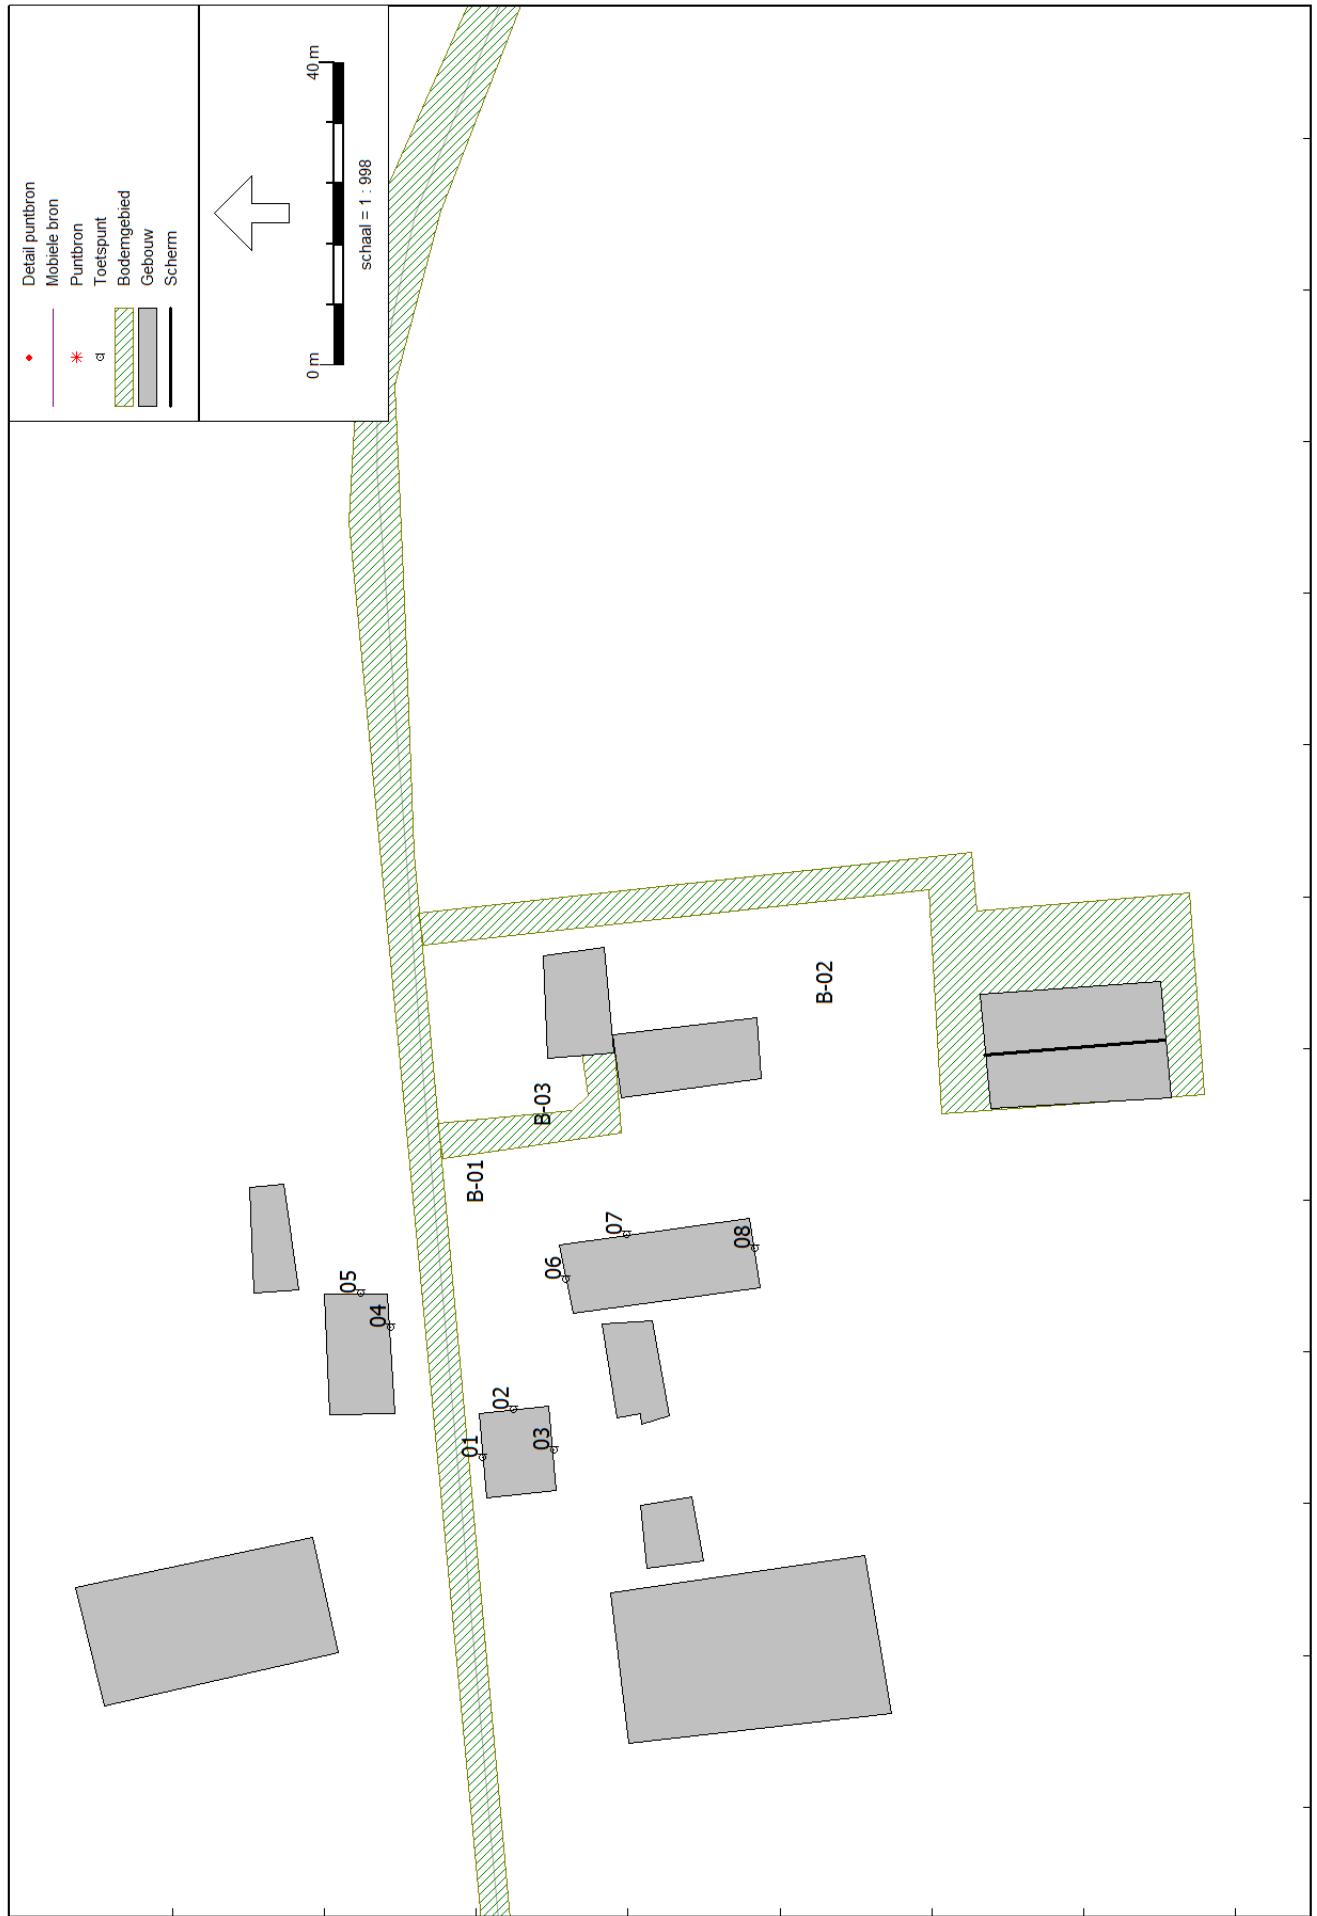 Detail puntbron
Mobiele bron
Puntbron
Toetspunt
Bodemgebied
Gebouw
Scherm
0 m
40 m
schaal = 1 : 998
01
02
03
04
05
06
07
08
B-01
B-03
B-02